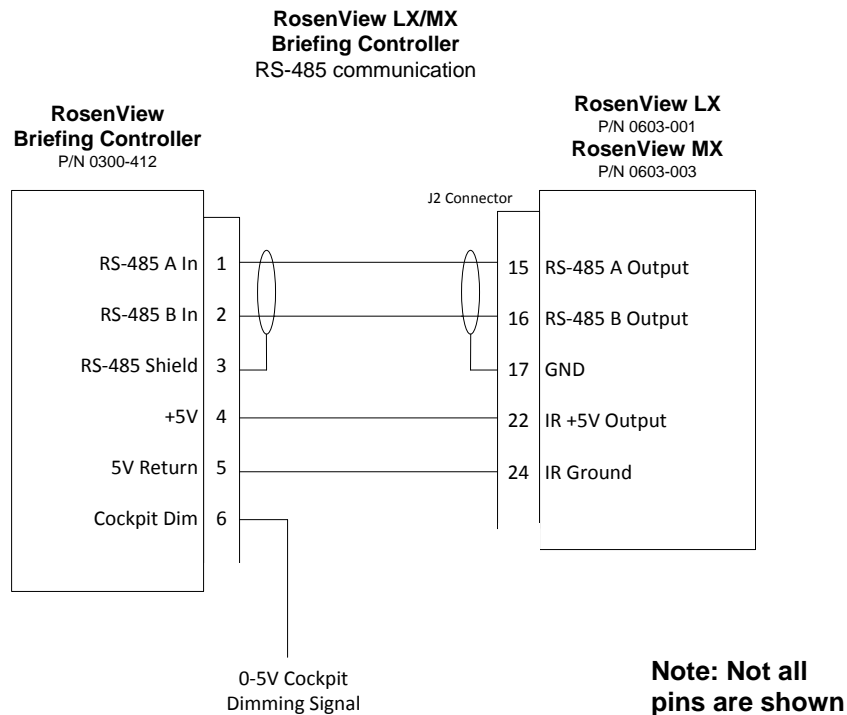 RosenView LX/MX
Briefing Controller
RS-485 communication
RosenView
Briefing Controller
P/N 0300-412
RosenView LX
P/N 0603-001
RosenView MX
P/N 0603-003
J2 Connector
RS-485 A In 1
15 RS-485 A Output
RS-485 B In 2
16 RS-485 B Output
RS-485 Shield 3
17 GND
+5V 4
22 IR +5V Output
5V Return 5
24 IR Ground
Cockpit Dim 6
0-5V Cockpit
Dimming Signal
Note: Not all
pins are shown